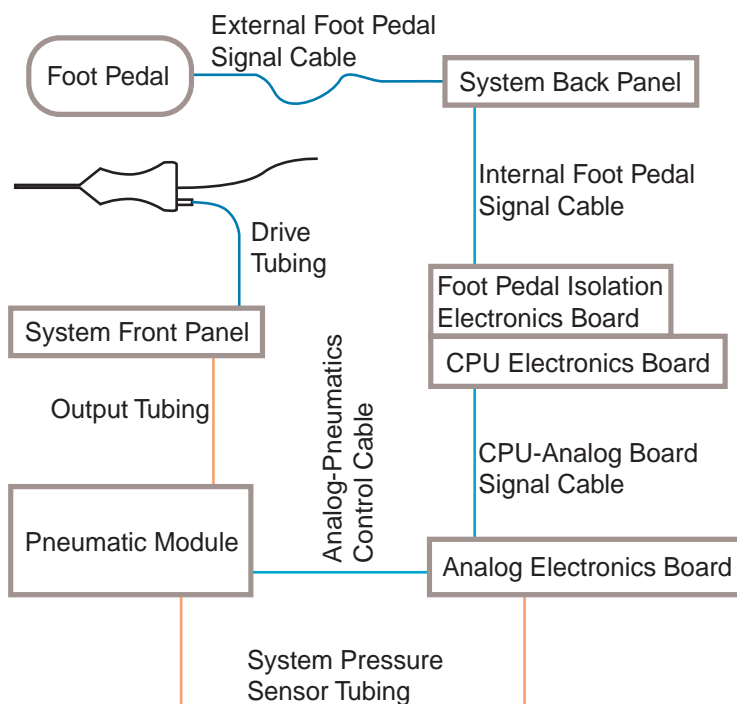 External Foot Pedal
Signal Cable
Foot Pedal
System Back Panel
Internal Foot Pedal
Signal Cable
Drive
Tubing
Foot Pedal Isolation
Electronics Board
System Front Panel
CPU Electronics Board
Output Tubing
Analog-Pneumatics
Control Cable
CPU-Analog Board
Signal Cable
Pneumatic Module
Analog Electronics Board
System Pressure
Sensor Tubing